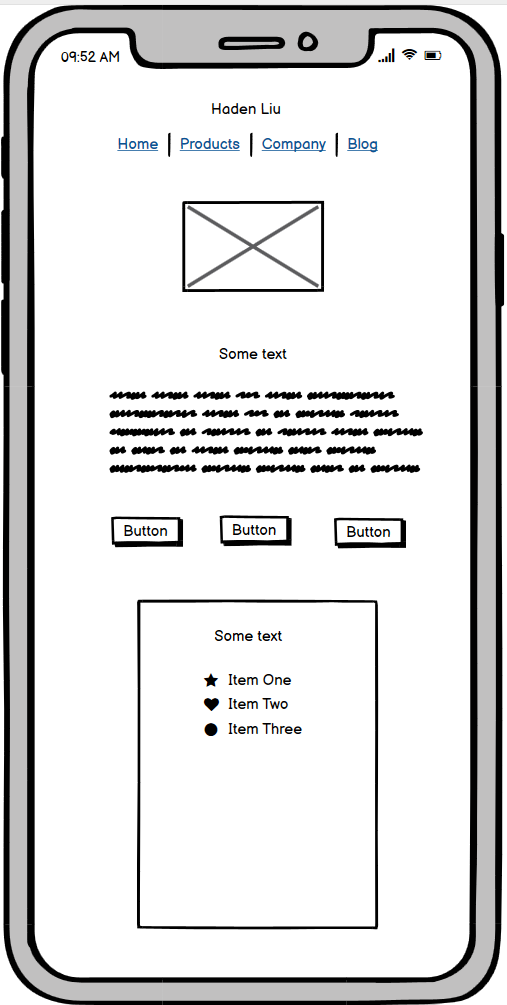 09:52 AM
Haden Liu
Home | Products | Company | Blog
Some text
Button Button Button
Some text
Item One
Item Two
Item Three